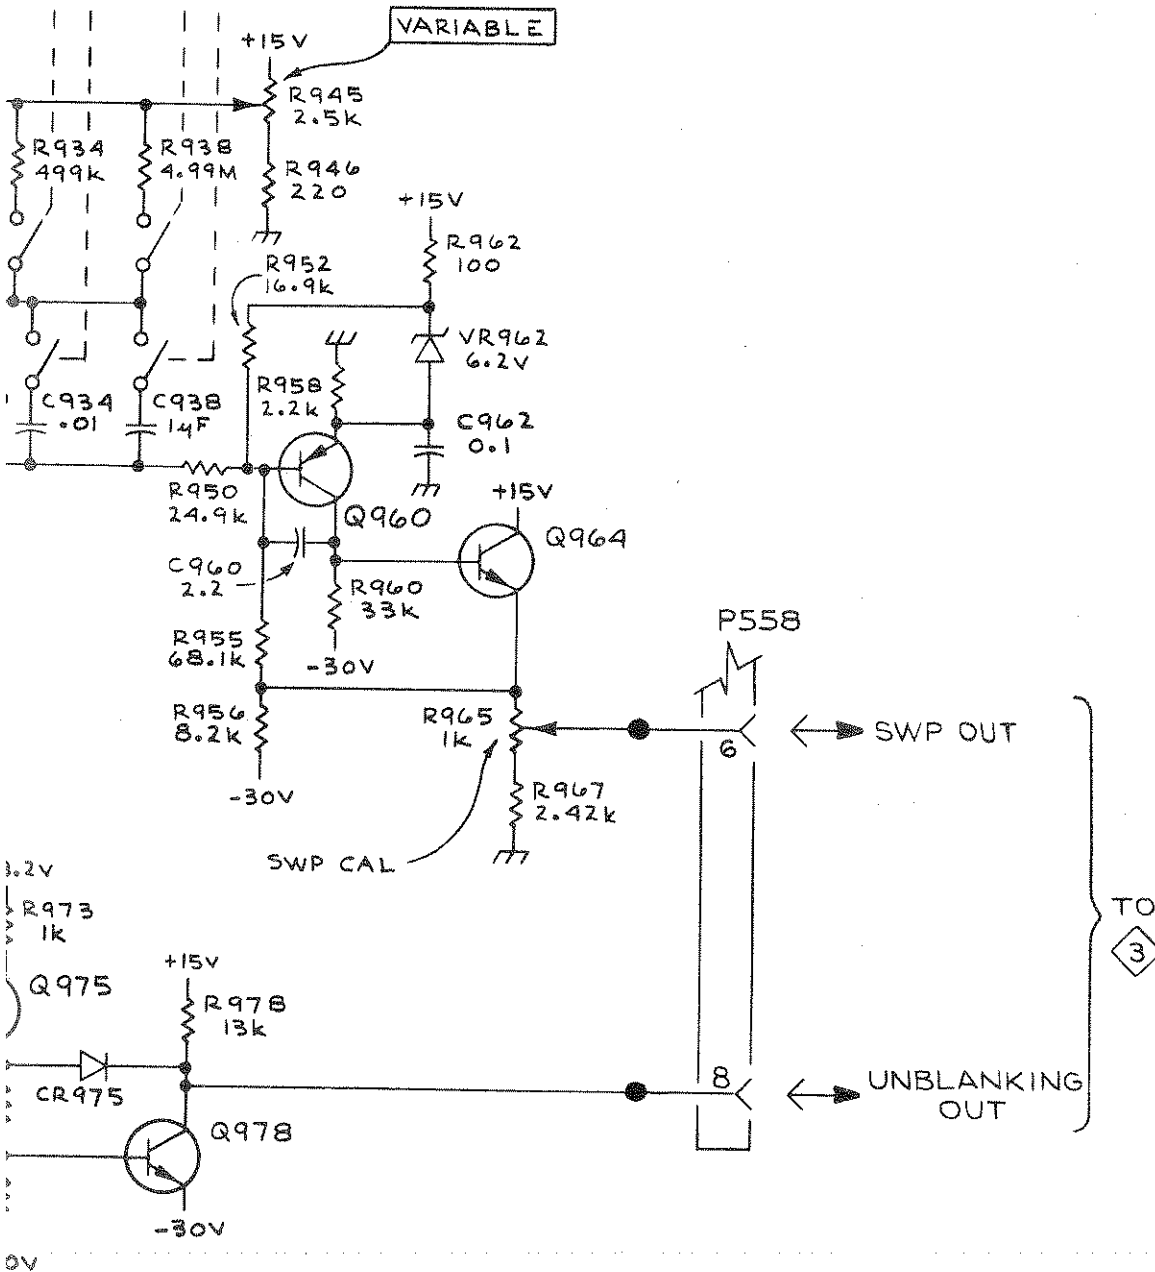 VARIABLE
+15V
R945
2.5k
R934
499k
R938
4.99M
R946
220
+15V
R962
100
R952
16.9k
VR962
6.2V
R958
2.2k
C934
.01
C938
1µF
C962
0.1
R950
24.9k
Q960
+15V
Q964
C960
2.2
R960
33k
P558
R955
68.1k
-30V
R956
8.2k
R965
1k
6
SWP OUT
-30V
R967
2.42k
SWP CAL
.2V
R973
1k
TO
3
Q975
+15V
R978
13k
CR975
8
UNBLANKING
OUT
Q978
-30V
0V